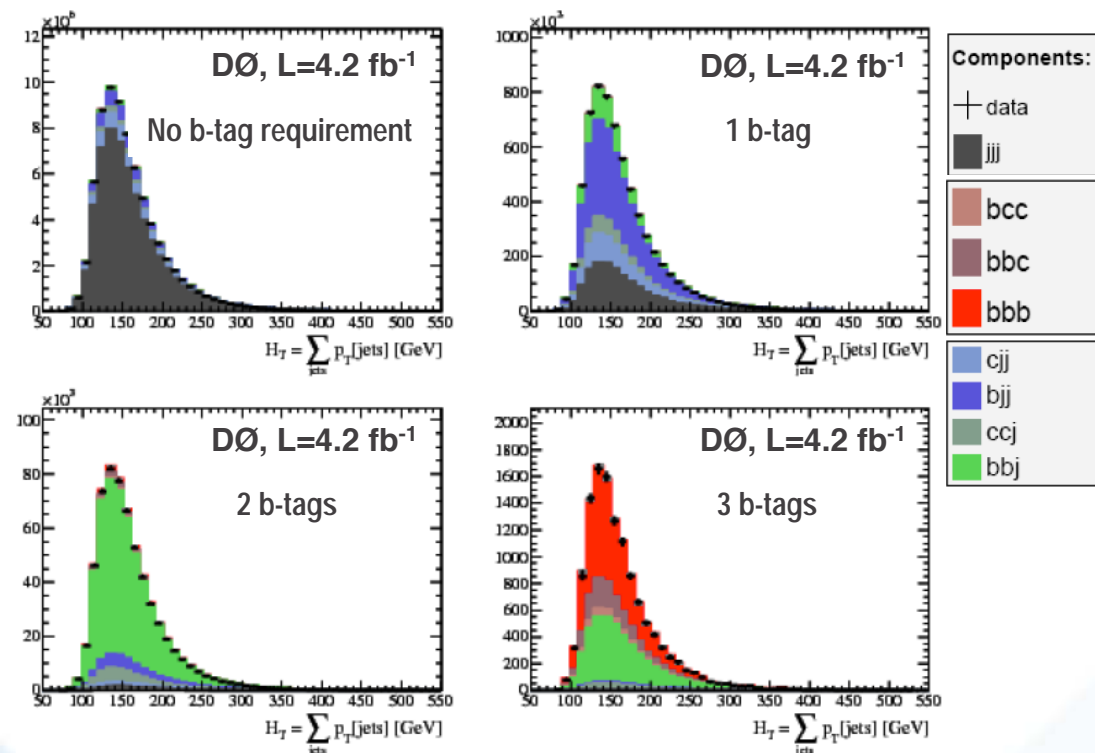 ×10⁶
DØ, L=4.2 fb⁻¹
No b-tag requirement
12
10
8
6
4
2
0
50 100 150 200 250 300 350 400 450 500 550
H_T = ∑ p_T[jets] [GeV]
jets
×10³
DØ, L=4.2 fb⁻¹
1 b-tag
1000
800
600
400
200
0
50 100 150 200 250 300 350 400 450 500 550
H_T = ∑ p_T[jets] [GeV]
jets
Components:
data
jjj
bcc
bbc
bbb
cjj
bjj
ccj
bbj
×10³
DØ, L=4.2 fb⁻¹
2 b-tags
100
80
60
40
20
0
50 100 150 200 250 300 350 400 450 500 550
H_T = ∑ p_T[jets] [GeV]
jets
DØ, L=4.2 fb⁻¹
3 b-tags
2000
1800
1600
1400
1200
1000
800
600
400
200
0
50 100 150 200 250 300 350 400 450 500 550
H_T = ∑ p_T[jets] [GeV]
jets